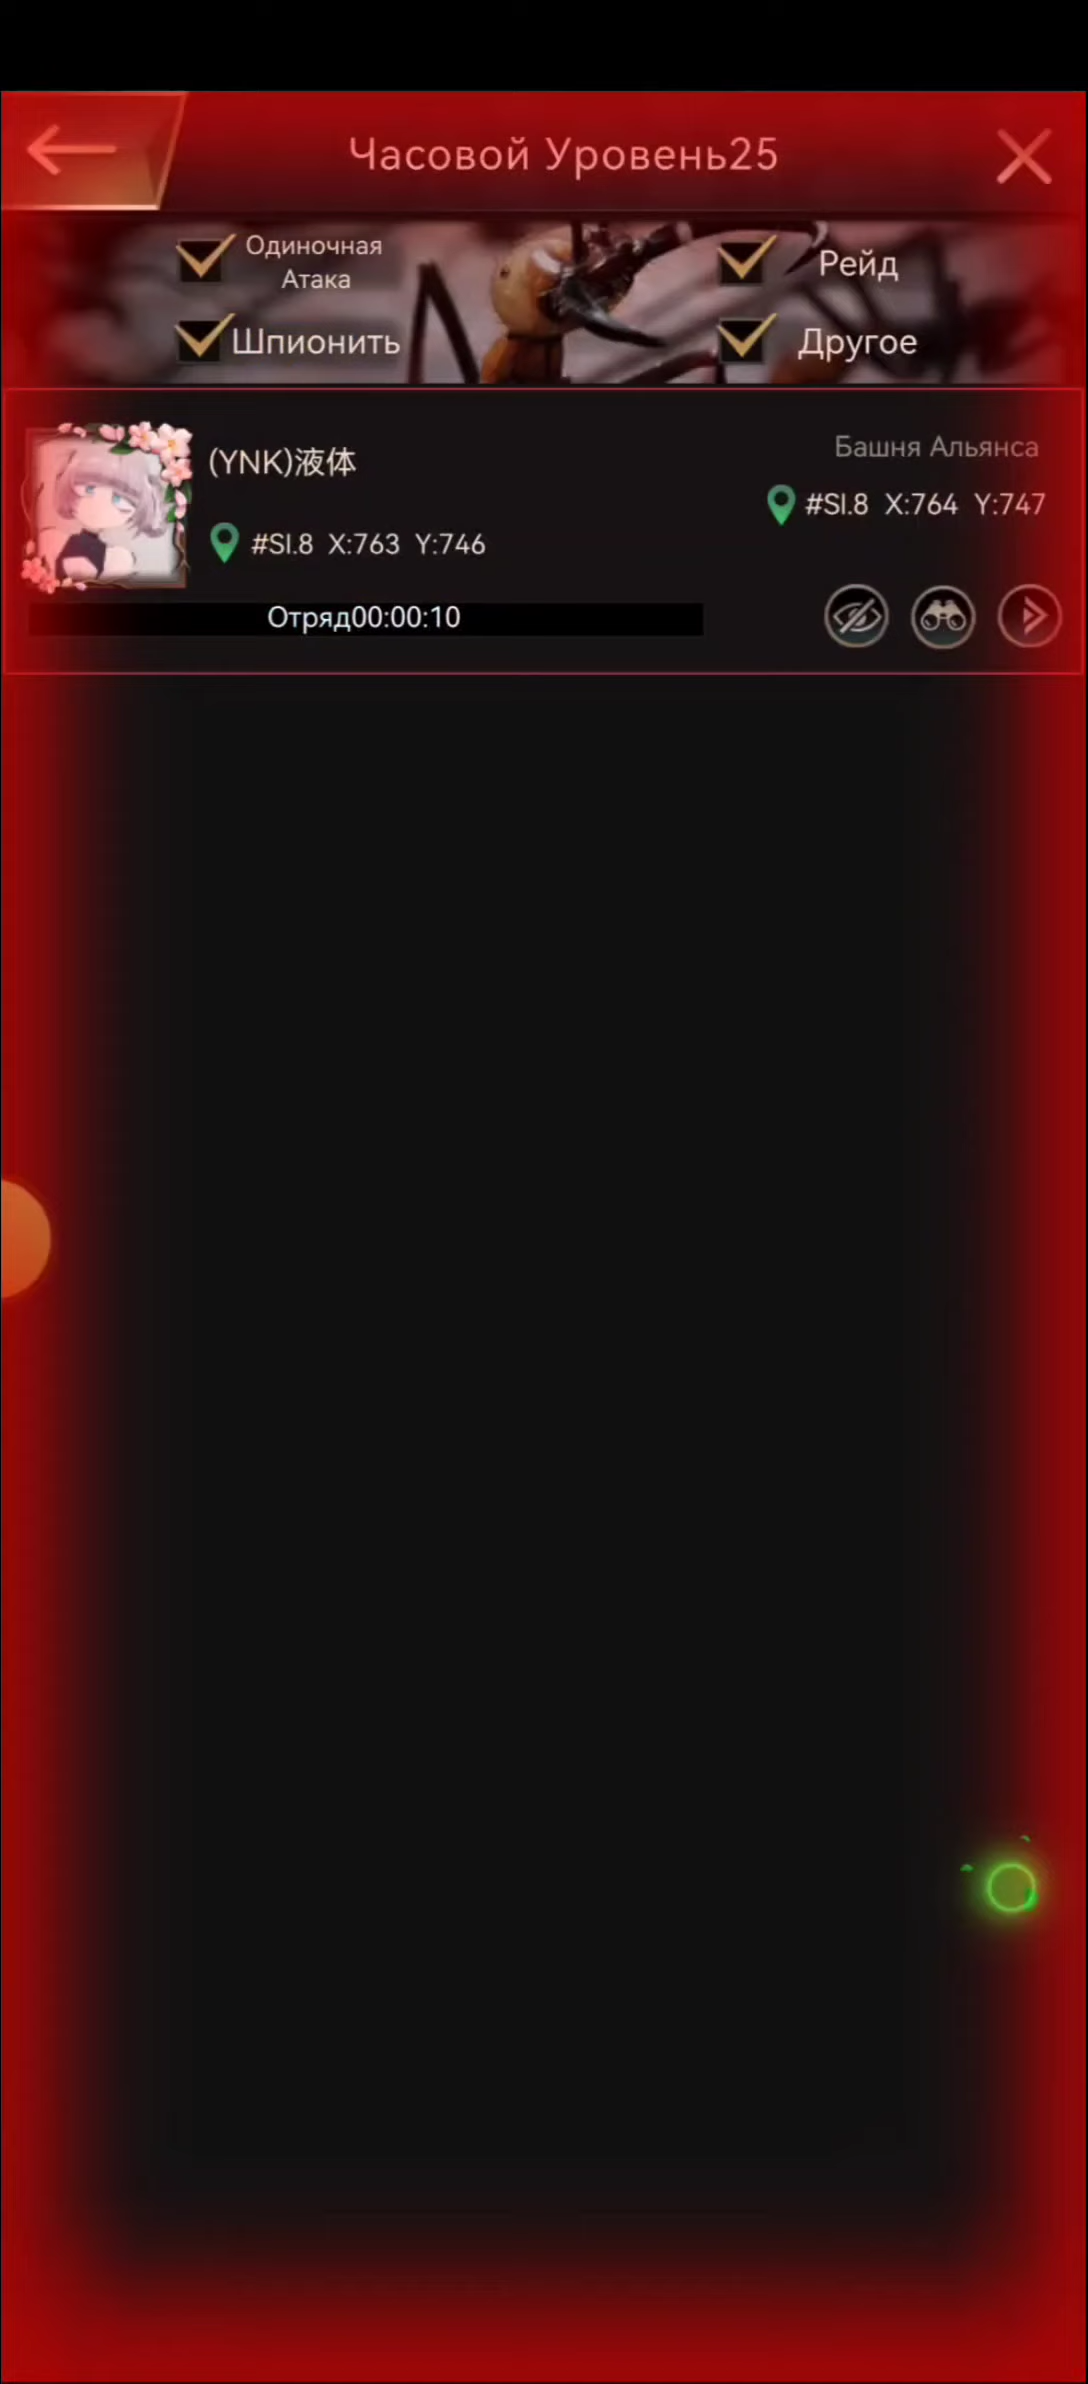 Часовой Уровень25
Одиночная
Атака
Рейд
Шпионить
Другое
(YNK)液体
Башня Альянса
#SI.8 X:764 Y:747
#SI.8 X:763 Y:746
Отряд00:00:10